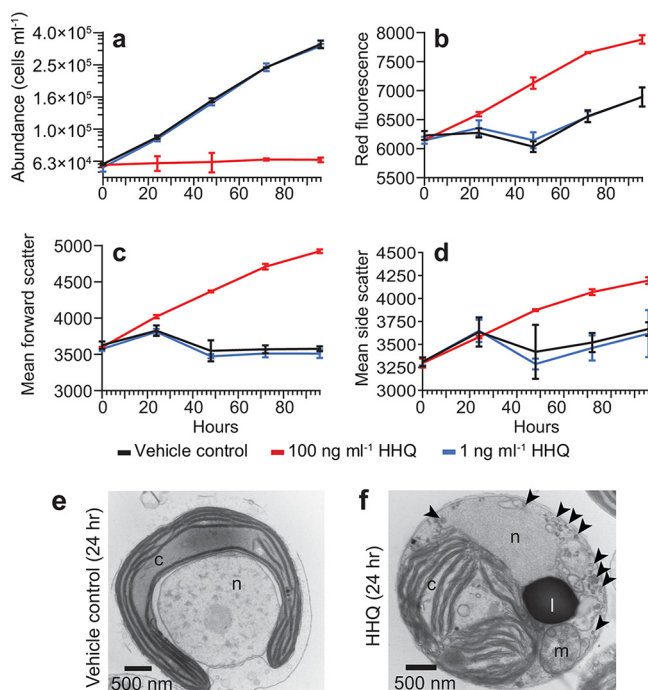 a
Abundance (cells ml⁻¹)
4.0×10⁵
2.5×10⁵
1.6×10⁵
1.0×10⁵
6.3×10⁴
0 20 40 60 80
b
Red fluorescence
8000
7500
7000
6500
6000
5500
0 20 40 60 80
c
Mean forward scatter
5000
4500
4000
3500
3000
0 20 40 60 80
Hours
d
Mean side scatter
4500
4250
4000
3750
3500
3250
3000
0 20 40 60 80
Hours
Vehicle control 100 ng ml⁻¹ HHQ 1 ng ml⁻¹ HHQ
e
Vehicle control (24 hr)
c
n
500 nm
f
HHQ (24 hr)
n
c
l
m
500 nm